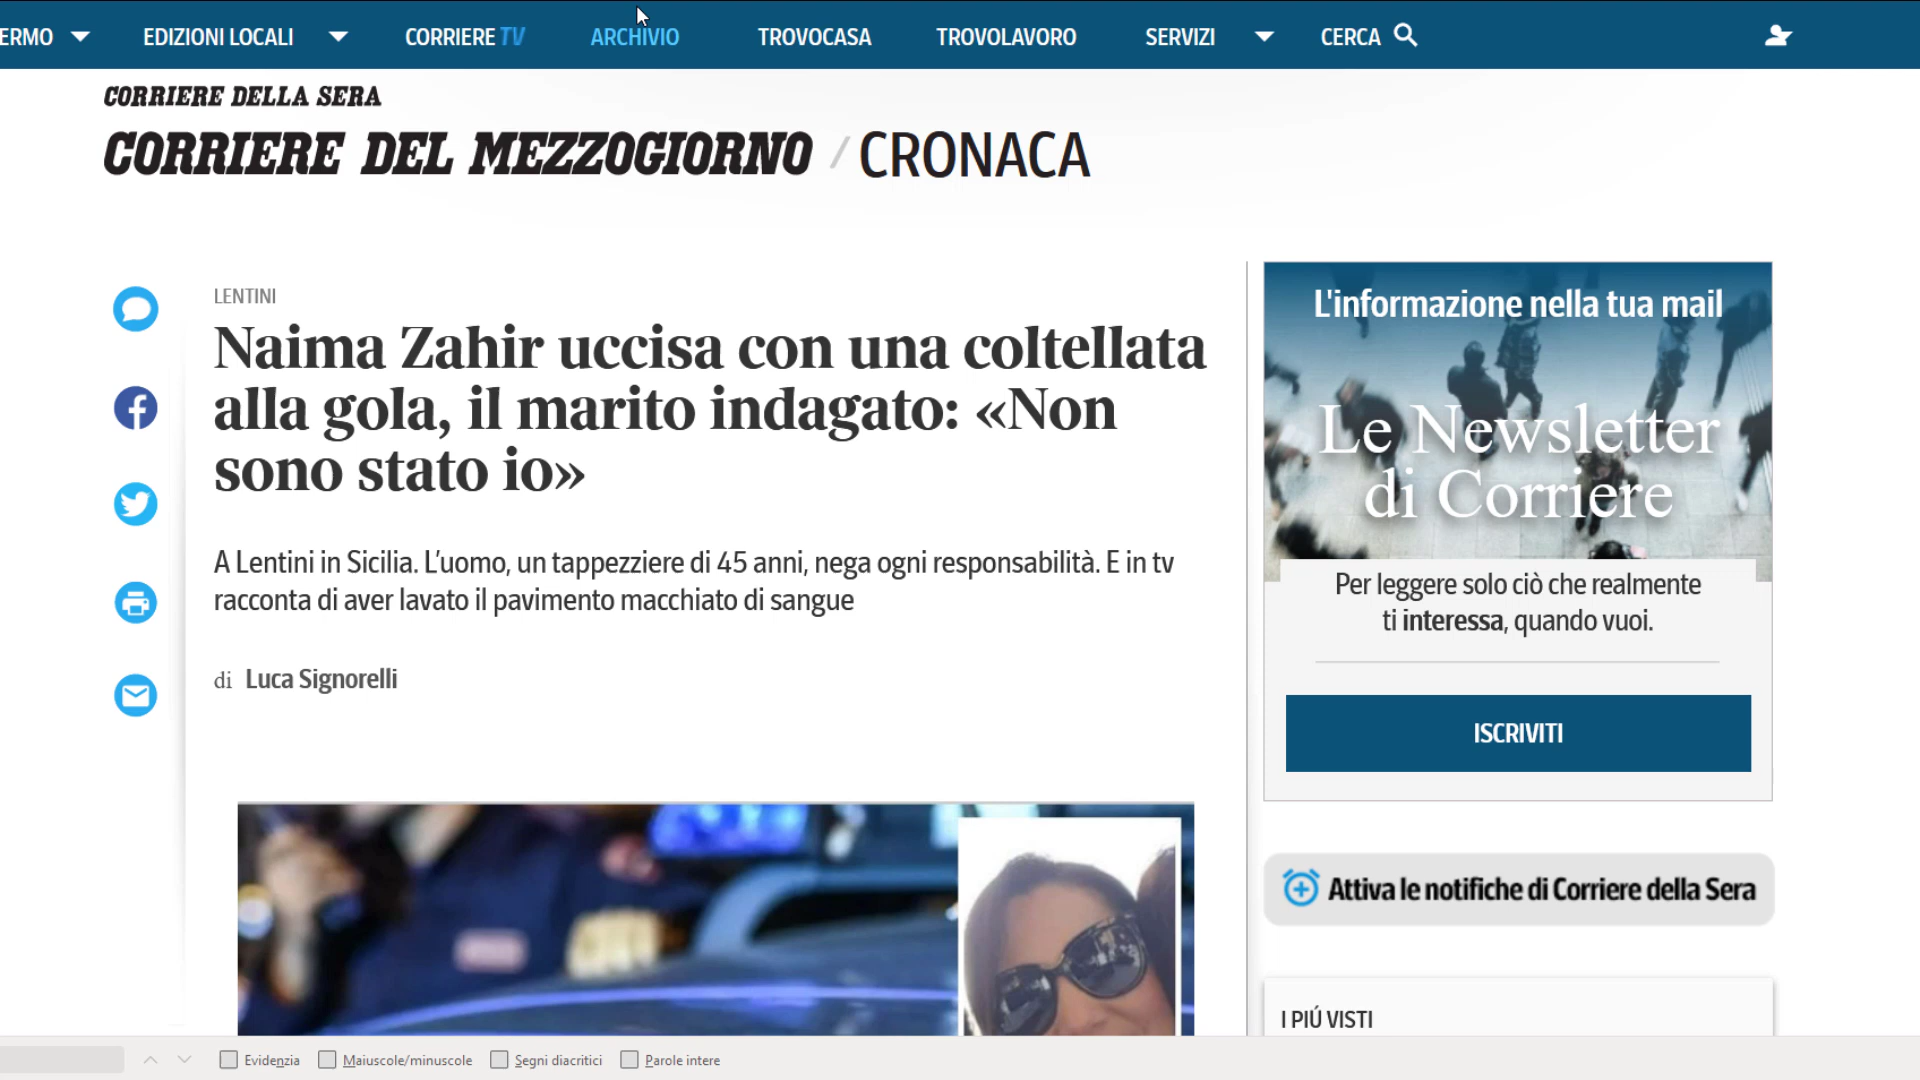 ERMO
EDIZIONI LOCALI
CORRIERE TV
ARCHIVIO
TROVOCASA
TROVOLAVORO
SERVIZI
CERCA
CORRIERE DELLA SERA
CORRIERE DEL MEZZOGIORNO / CRONACA
LENTINI
Naima Zahir uccisa con una coltellata
alla gola, il marito indagato: «Non
sono stato io»
A Lentini in Sicilia. L'uomo, un tappezziere di 45 anni, nega ogni responsabilità. E in tv
racconta di aver lavato il pavimento macchiato di sangue
di Luca Signorelli
L'informazione nella tua mail
Le Newsletter
di Corriere
Per leggere solo ciò che realmente
ti interessa, quando vuoi.
ISCRIVITI
Attiva le notifiche di Corriere della Sera
I PIÚ VISTI
Evidenzia
Maiuscole/minuscole
Segni diacritici
Parole intere